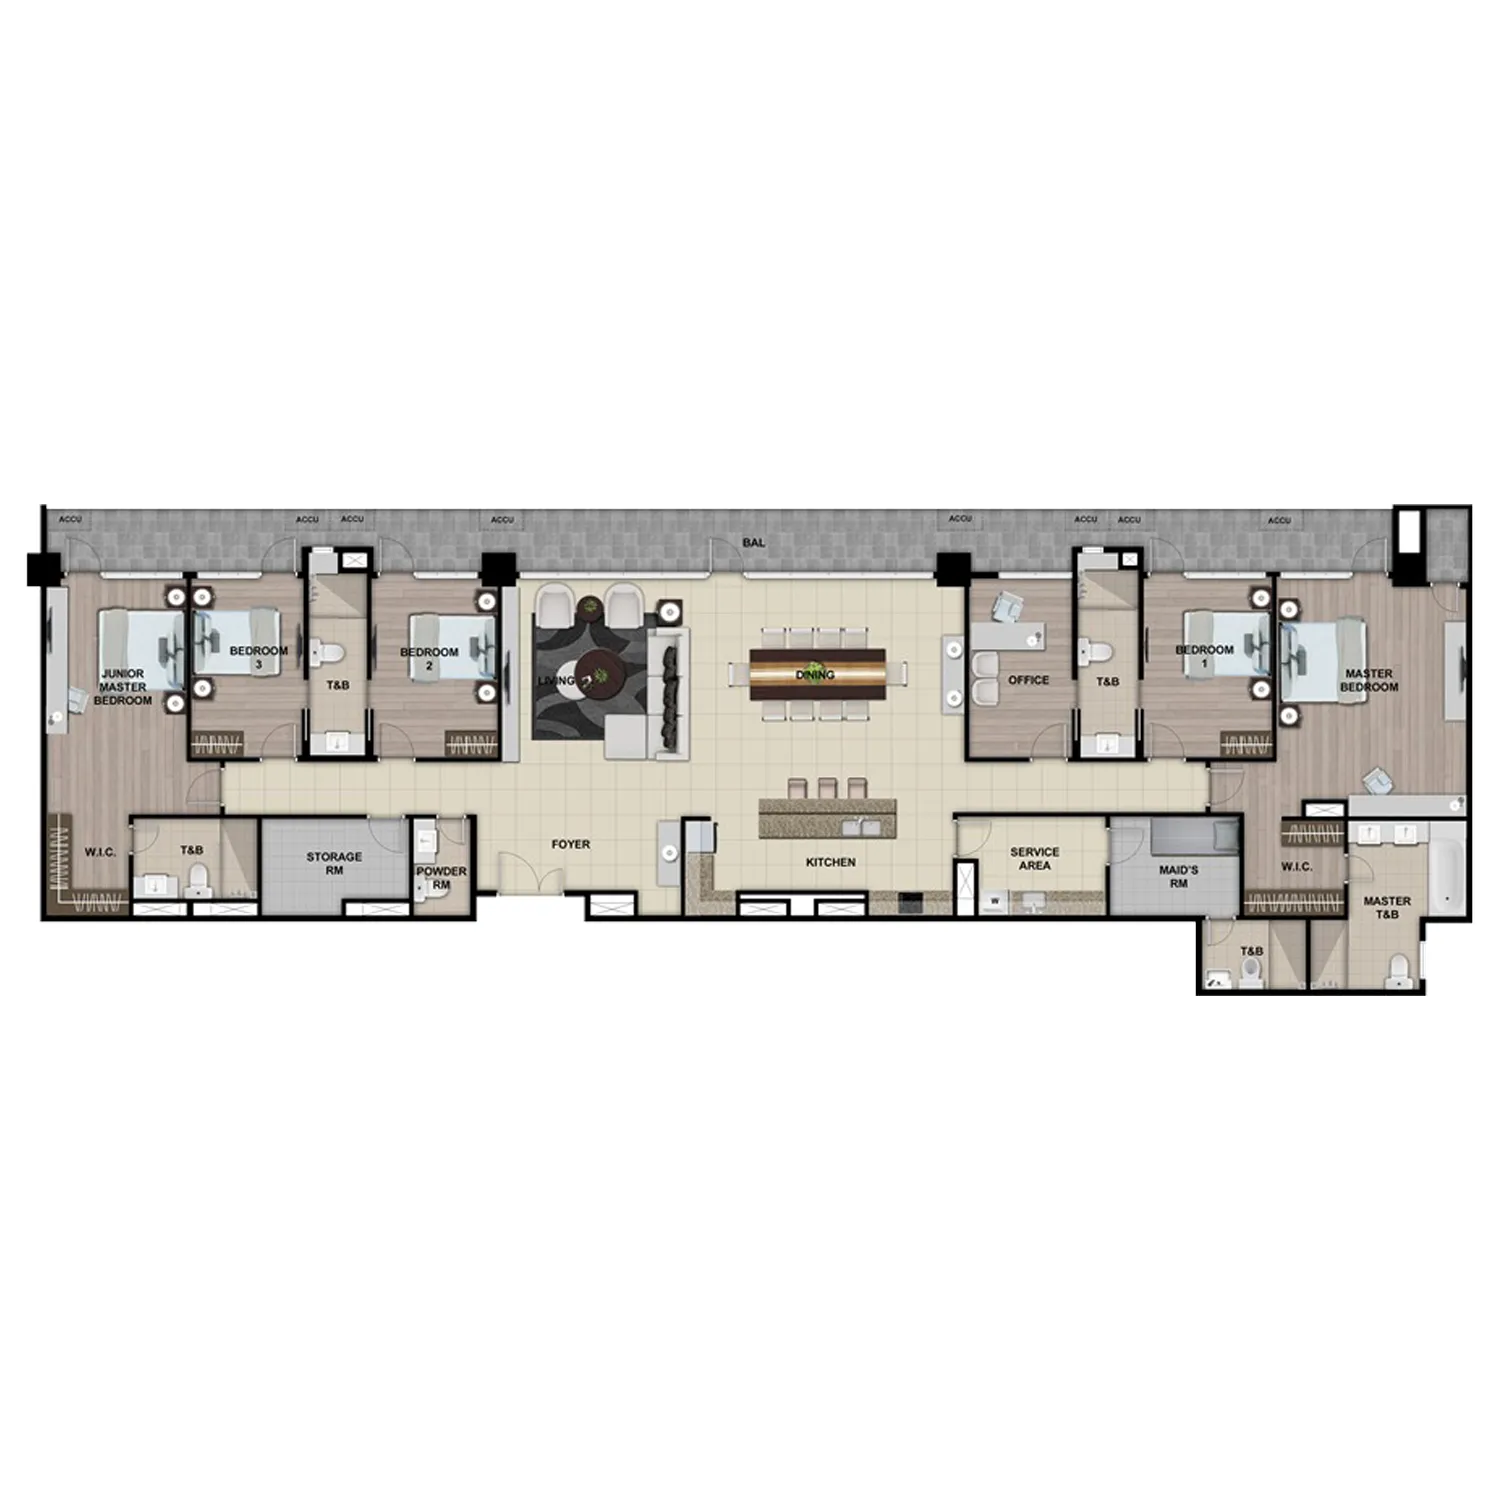 ACCU
ACCU
ACCU
ACCU
ACCU
ACCU
ACCU
ACCU
BAL
JUNIOR
MASTER
BEDROOM
BEDROOM
3
T&B
BEDROOM
2
LIVING
DINING
OFFICE
T&B
BEDROOM
1
MASTER
BEDROOM
W.I.C.
T&B
STORAGE
RM
POWDER
RM
FOYER
KITCHEN
SERVICE
AREA
W
MAID'S
RM
W.I.C.
MASTER
T&B
T&B